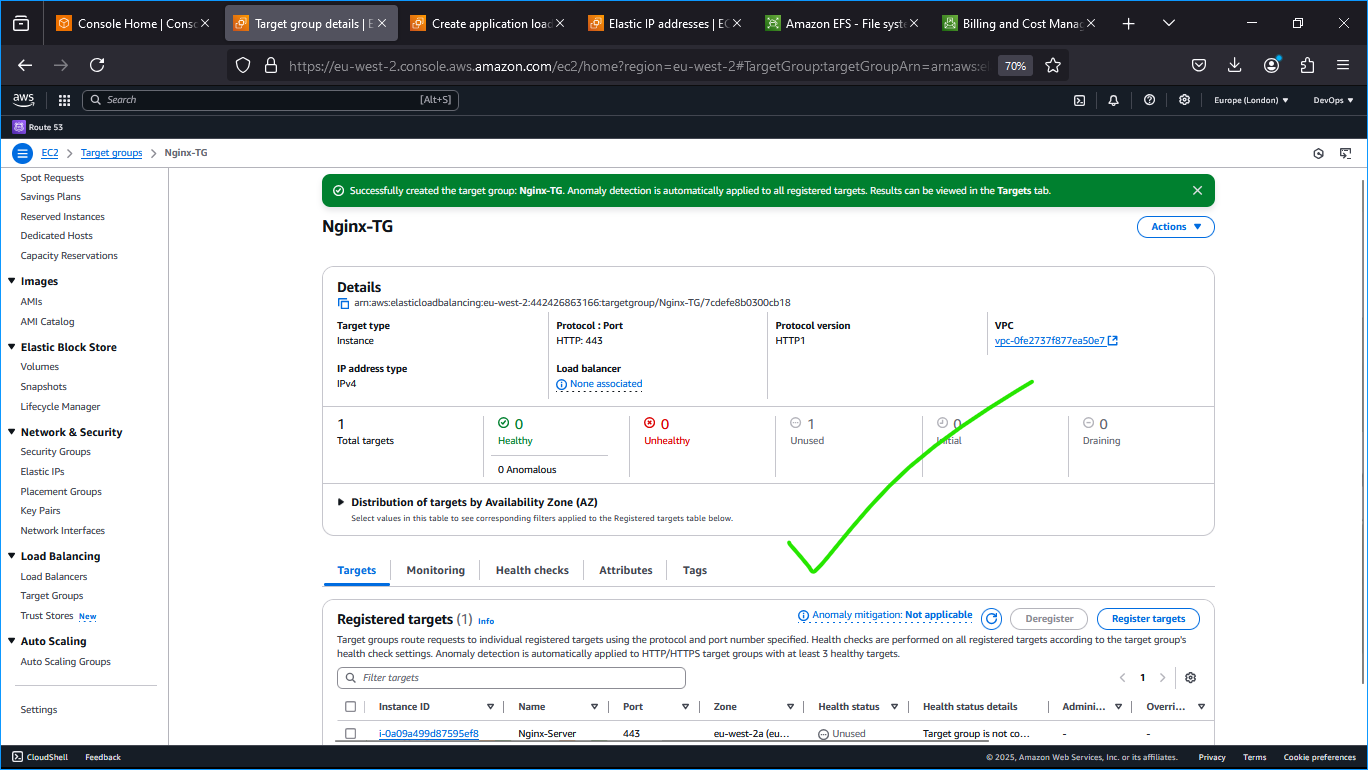 Console Home | Conso
Target group details | E
Create application load
Elastic IP addresses | EC
Amazon EFS - File syste
Billing and Cost Manag
https://eu-west-2.console.aws.amazon.com/ec2/home?region=eu-west-2#TargetGroup:targetGroupArn=arn:aws:el
70%
aws
Search
[Alt+S]
Europe (London)
DevOps
Route 53
EC2
Target groups
Nginx-TG
Spot Requests
Savings Plans
Reserved Instances
Dedicated Hosts
Capacity Reservations
Images
AMIs
AMI Catalog
Elastic Block Store
Volumes
Snapshots
Lifecycle Manager
Network & Security
Security Groups
Elastic IPs
Placement Groups
Key Pairs
Network Interfaces
Load Balancing
Load Balancers
Target Groups
Trust Stores New
Auto Scaling
Auto Scaling Groups
Settings
Successfully created the target group: Nginx-TG. Anomaly detection is automatically applied to all registered targets. Results can be viewed in the Targets tab.
Nginx-TG
Actions
Details
arn:aws:elasticloadbalancing:eu-west-2:442426863166:targetgroup/Nginx-TG/7cdefe8b0300cb18
Target type
Instance
Protocol : Port
HTTP: 443
Protocol version
HTTP1
VPC
vpc-0fe2737f877ea50e7
IP address type
IPv4
Load balancer
None associated
1
Total targets
0
Healthy
0 Anomalous
0
Unhealthy
1
Unused
0
Initial
0
Draining
Distribution of targets by Availability Zone (AZ)
Select values in this table to see corresponding filters applied to the Registered targets table below.
Targets
Monitoring
Health checks
Attributes
Tags
Registered targets (1) Info
Anomaly mitigation: Not applicable
Deregister
Register targets
Target groups route requests to individual registered targets using the protocol and port number specified. Health checks are performed on all registered targets according to the target group's
health check settings. Anomaly detection is automatically applied to HTTP/HTTPS target groups with at least 3 healthy targets.
Filter targets
1
Instance ID
Name
Port
Zone
Health status
Health status details
Admini...
Overri...
i-0a09a499d87595ef8
Nginx-Server
443
eu-west-2a (eu...
Unused
Target group is not co...
-
-
CloudShell
Feedback
© 2025, Amazon Web Services, Inc. or its affiliates.
Privacy
Terms
Cookie preferences